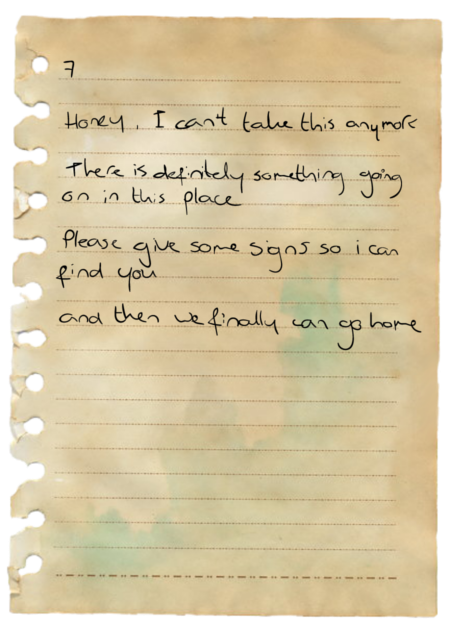 7
Honey, I can't take this anymore
There is definitely something going
on in this place
Please give some signs so i can
find you
and then we finally can go home